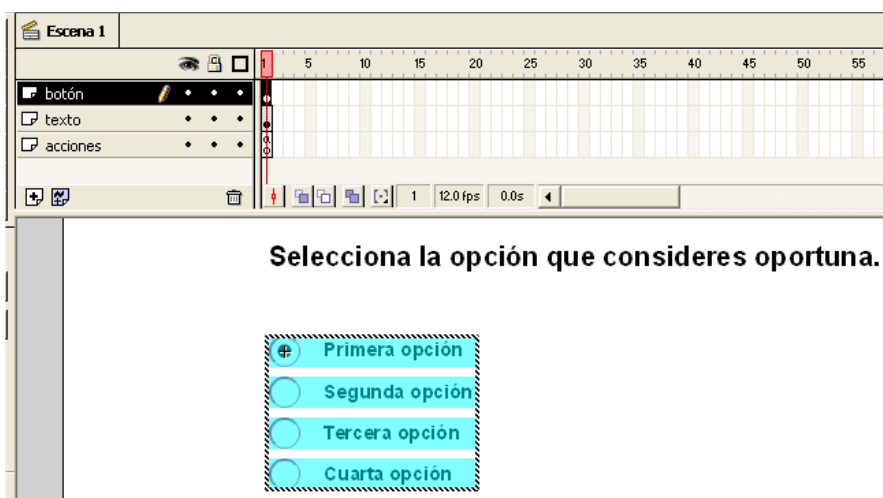 Escena 1
1 5 10 15 20 25 30 35 40 45 50 55
botón
texto
acciones
a
1 12.0 fps 0.0s
Selecciona la opción que consideres oportuna.
Primera opción
Segunda opción
Tercera opción
Cuarta opción